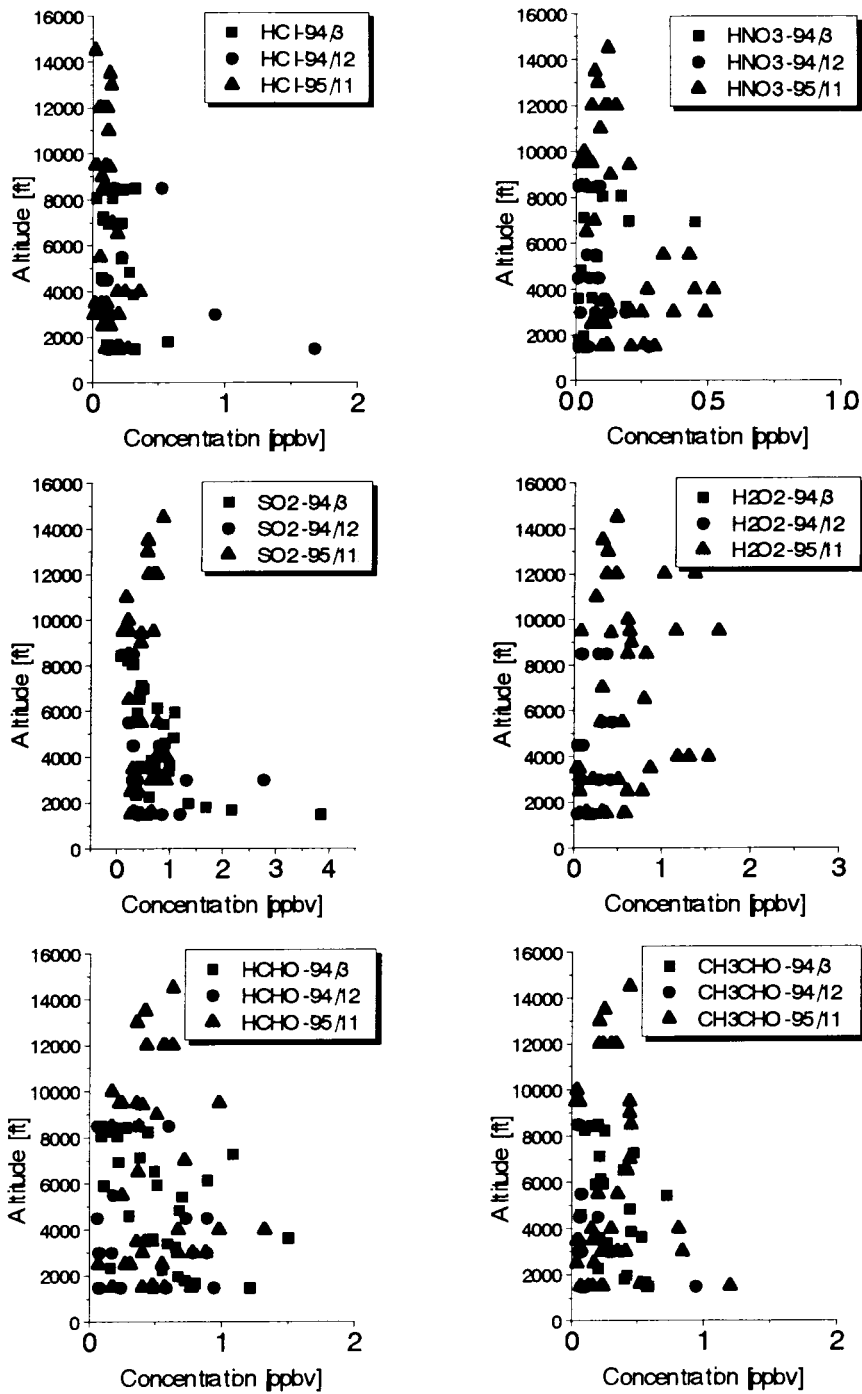 16000
14000
12000
10000
8000
6000
4000
2000
0
Altitude [ft]
HCl-94/3
HCl-94/12
HCl-95/11
0 1 2
Concentration [ppbv]
16000
14000
12000
10000
8000
6000
4000
2000
0
Altitude [ft]
HNO3-94/3
HNO3-94/12
HNO3-95/11
0.0 0.5 1.0
Concentration [ppbv]
16000
14000
12000
10000
8000
6000
4000
2000
0
Altitude [ft]
SO2-94/3
SO2-94/12
SO2-95/11
0 1 2 3 4
Concentration [ppbv]
16000
14000
12000
10000
8000
6000
4000
2000
0
Altitude [ft]
H2O2-94/3
H2O2-94/12
H2O2-95/11
0 1 2 3
Concentration [ppbv]
16000
14000
12000
10000
8000
6000
4000
2000
0
Altitude [ft]
HCHO-94/3
HCHO-94/12
HCHO-95/11
0 1 2
Concentration [ppbv]
16000
14000
12000
10000
8000
6000
4000
2000
0
Altitude [ft]
CH3CHO-94/3
CH3CHO-94/12
CH3CHO-95/11
0 1 2
Concentration [ppbv]